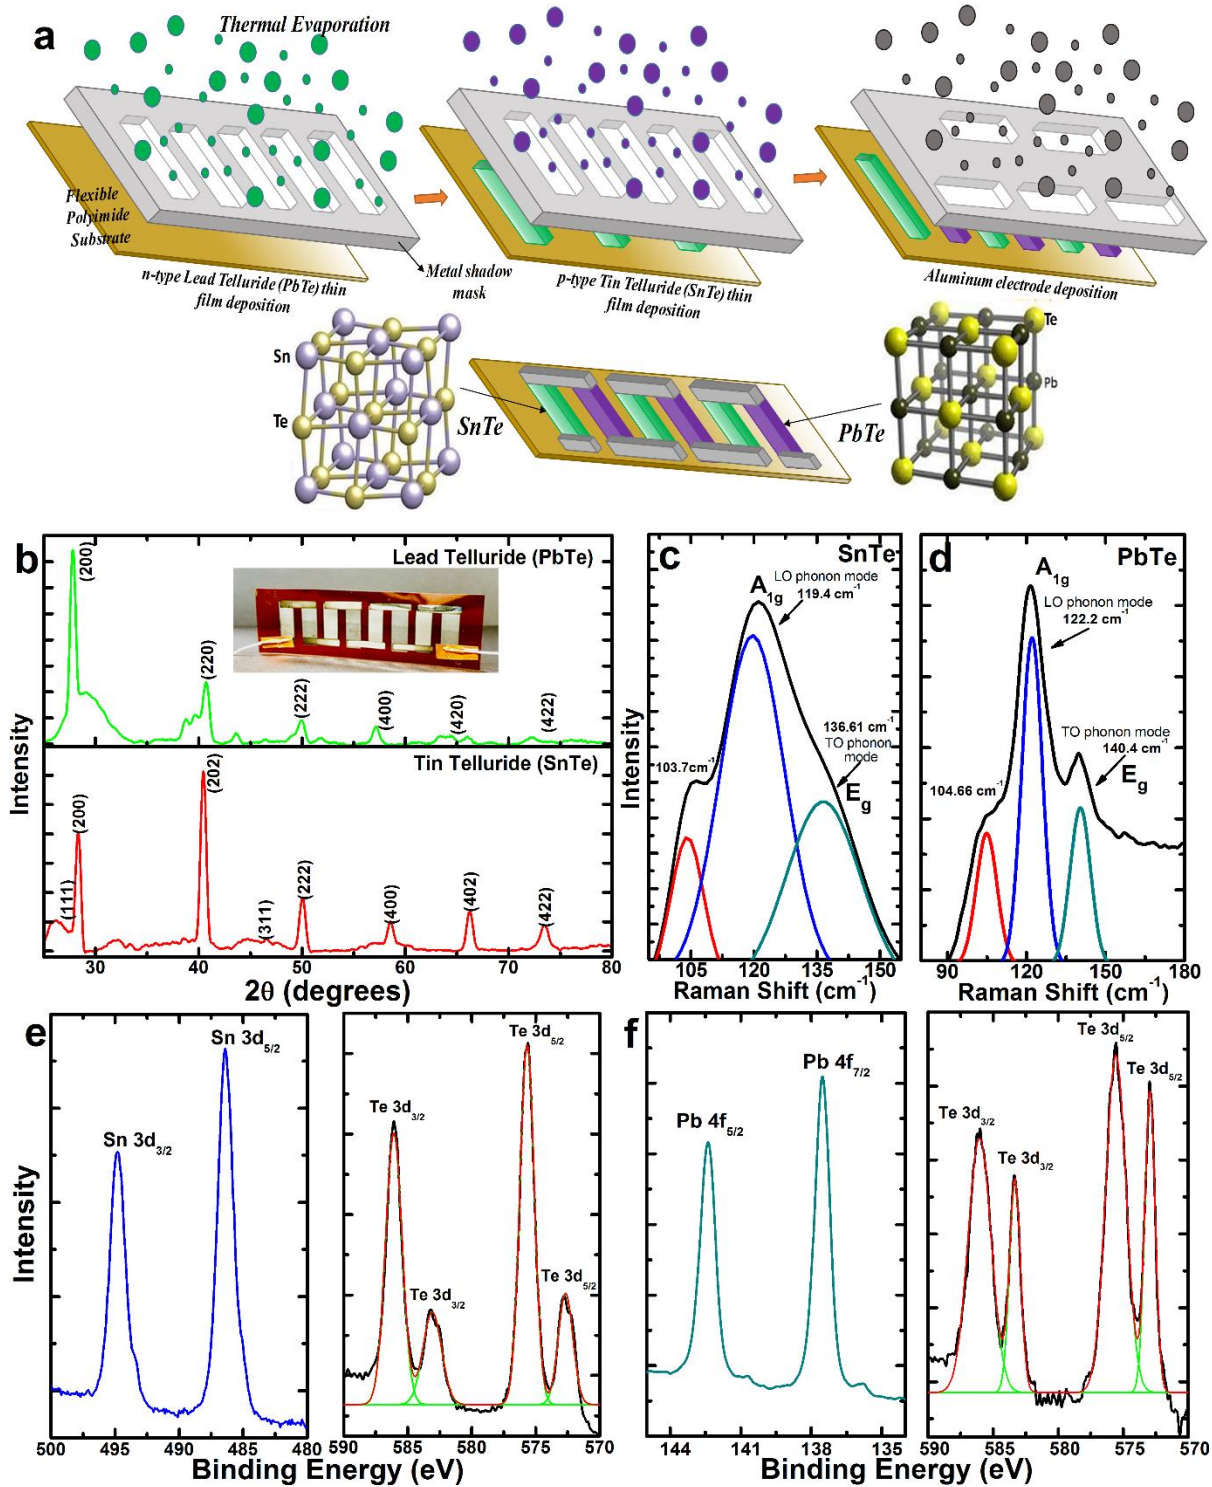 a
Thermal Evaporation
Flexible
Polyimide
Substrate
n-type Lead Telluride (PbTe) thin
film deposition
Metal shadow
mask
p-type Tin Telluride (SnTe) thin
film deposition
Aluminum electrode deposition
Sn
Te
SnTe
PbTe
Te
Pb
b
Lead Telluride (PbTe)
(200)
(220)
(222)
(400)
(420)
(422)
Tin Telluride (SnTe)
(111)
(200)
(202)
(311)
(222)
(400)
(402)
(422)
Intensity
30 40 50 60 70 80
2θ (degrees)
c
SnTe
A1g
LO phonon mode
119.4 cm-1
103.7cm-1
136.61 cm-1
TO phonon
mode
Eg
Intensity
105 120 135 150
Raman Shift (cm-1)
d
PbTe
A1g
LO phonon mode
122.2 cm-1
TO phonon mode
140.4 cm-1
104.66 cm-1
Eg
90 120 150 180
Raman Shift (cm-1)
e
Sn 3d5/2
Sn 3d3/2
Intensity
500 495 490 485 480
Te 3d5/2
Te 3d3/2
Te 3d3/2
Te 3d5/2
590 585 580 575 570
Binding Energy (eV)
f
Pb 4f7/2
Pb 4f5/2
144 141 138 135
Te 3d5/2
Te 3d5/2
Te 3d3/2
Te 3d3/2
590 585 580 575 570
Binding Energy (eV)